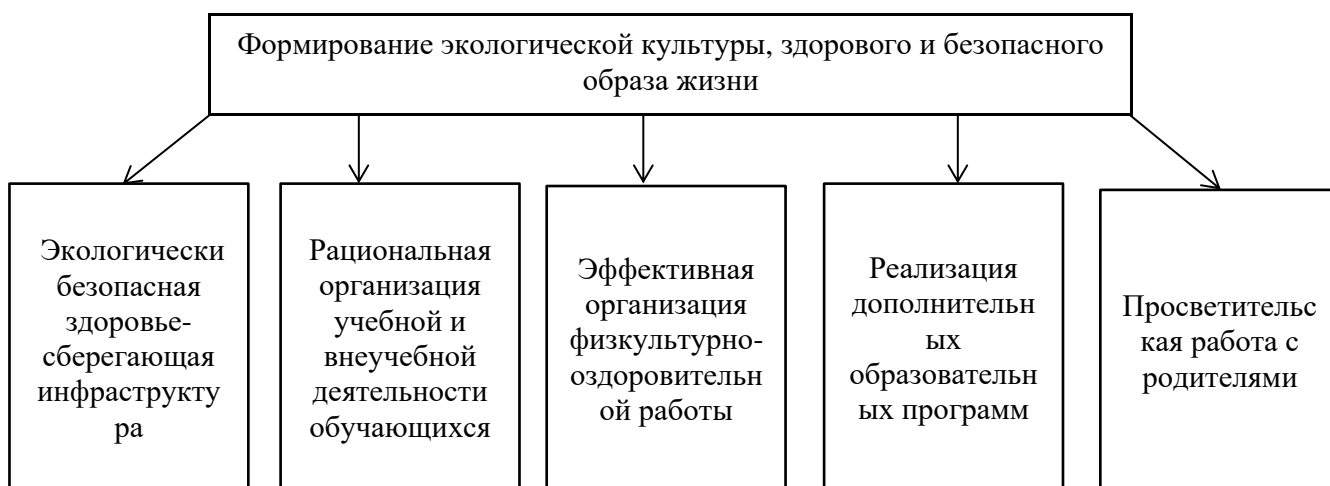 Формирование экологической культуры, здорового и безопасного
образа жизни
Экологически
безопасная
здоровье-
сберегающая
инфраструкту
ра
Рациональная
организация
учебной и
внеучебной
деятельности
обучающихся
Эффективная
организация
физкультурно-
оздоровительн
ой работы
Реализация
дополнительн
ых
образовательн
ых программ
Просветительс
кая работа с
родителями